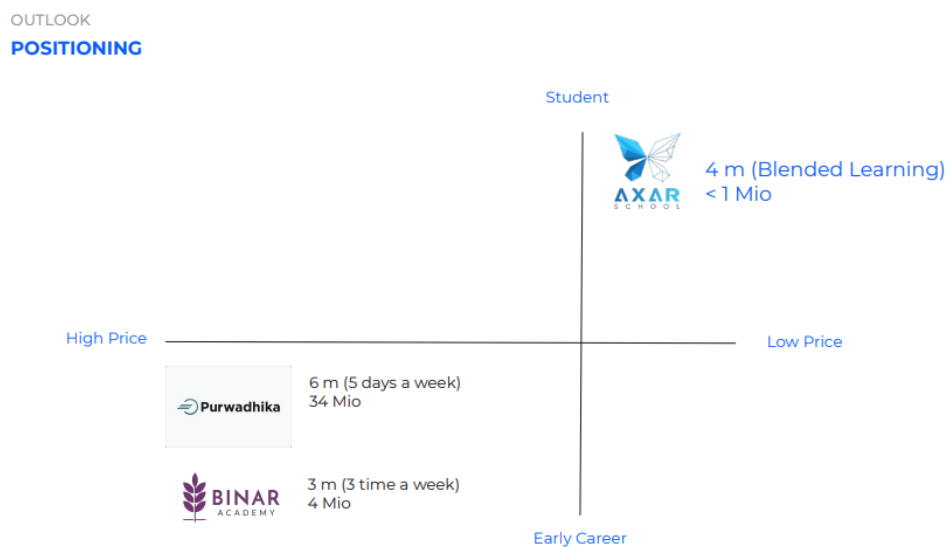 OUTLOOK
POSITIONING
Student
AXAR
SCHOOL
4 m (Blended Learning)
< 1 Mio
High Price
Low Price
Purwadhika
6 m (5 days a week)
34 Mio
BINAR
ACADEMY
3 m (3 time a week)
4 Mio
Early Career